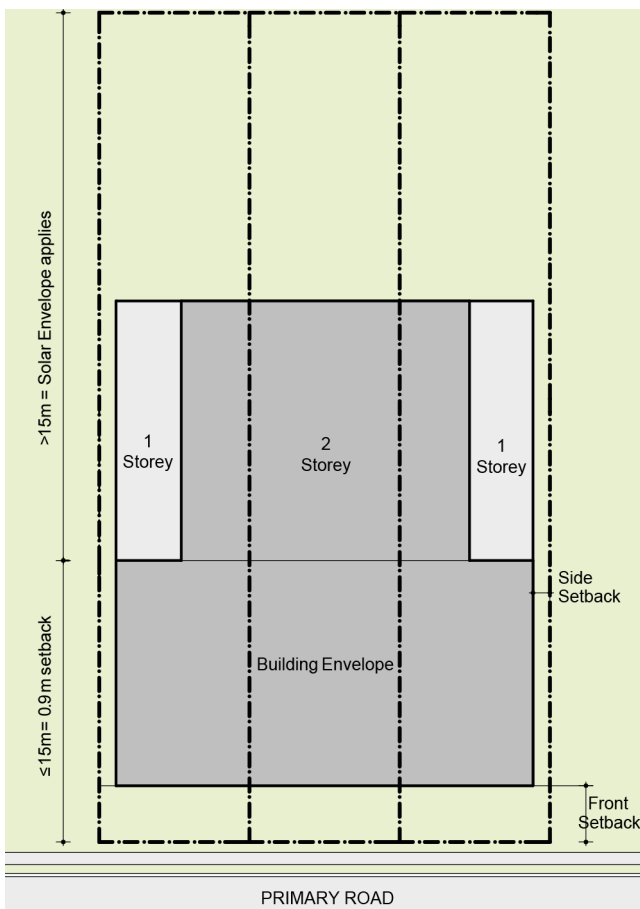 >15m = Solar Envelope applies
1
Storey
2
Storey
1
Storey
Side
Setback
≤15m= 0.9m setback
Building Envelope
Front
Setback
PRIMARY ROAD